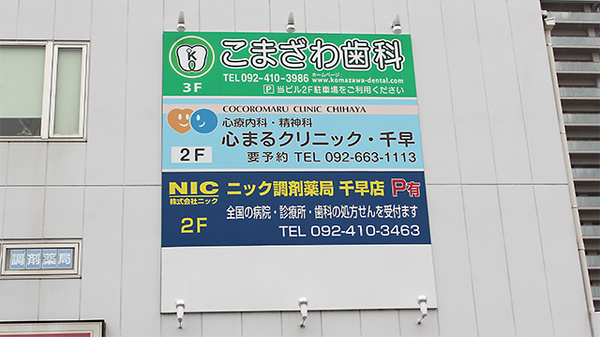 こまざわ歯科
TEL 092-410-3986 ホームページ www.komazawa-dental.com
3F
P 当ビル2F駐車場をご利用ください
COCOROMARU CLINIC CHIHAYA
心療内科・精神科
心まるクリニック・千早
2F
要予約 TEL 092-663-1113
NIC ニック調剤薬局 千早店 P有
株式会社ニック
全国の病院・診療所・歯科の処方せんを受付ます
2F
TEL 092-410-3463
調剤薬局